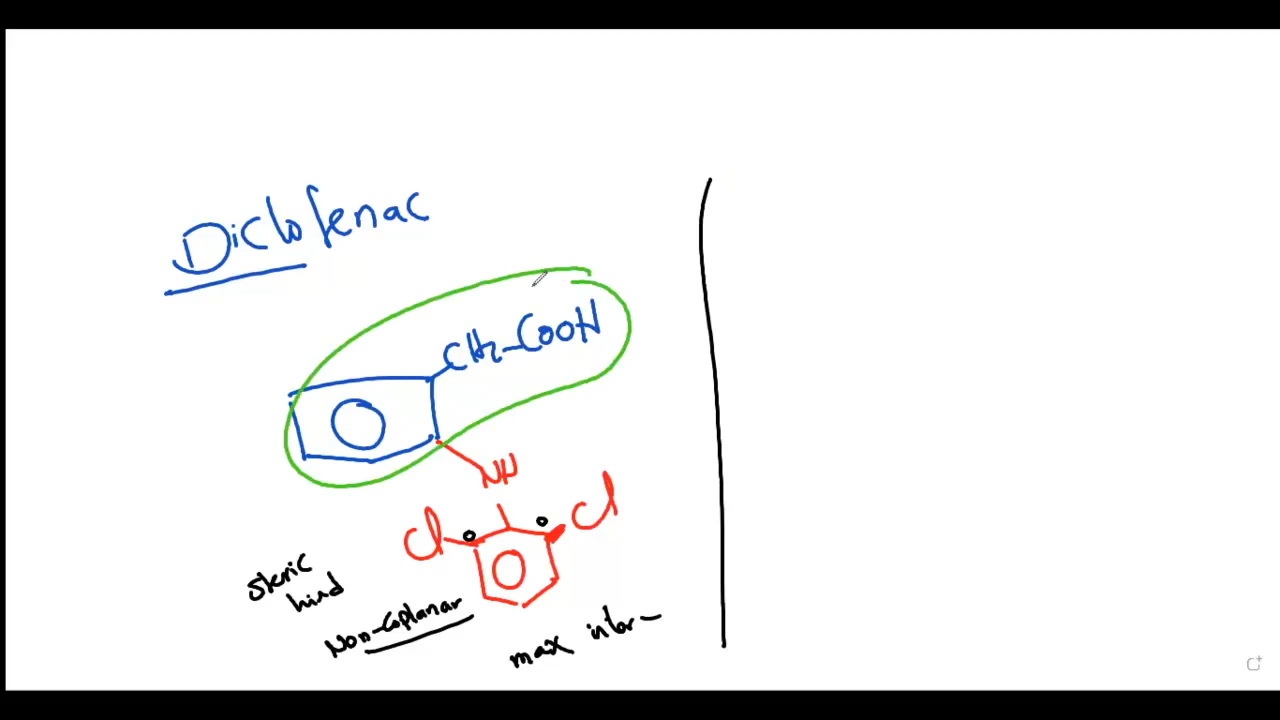 Diclofenac
CH2-COOH
NH
Cl
Cl
Steric
hind
Non-Coplanar
max inter-